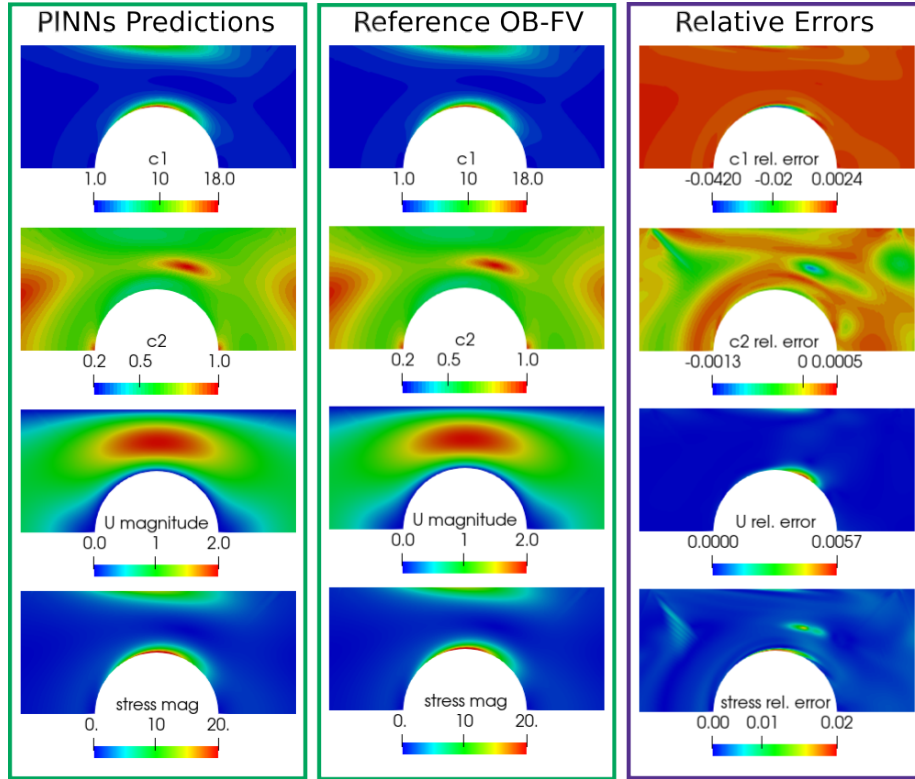 PINNs Predictions
Reference OB-FV
Relative Errors
c1
1.0 10 18.0
c1
1.0 10 18.0
c1 rel. error
-0.0420 -0.02 0.0024
c2
0.2 0.5 1.0
c2
0.2 0.5 1.0
c2 rel. error
-0.0013 0 0.0005
U magnitude
0.0 1 2.0
U magnitude
0.0 1 2.0
U rel. error
0.0000 0.0057
stress mag
0. 10 20.
stress mag
0. 10 20.
stress rel. error
0.00 0.01 0.02